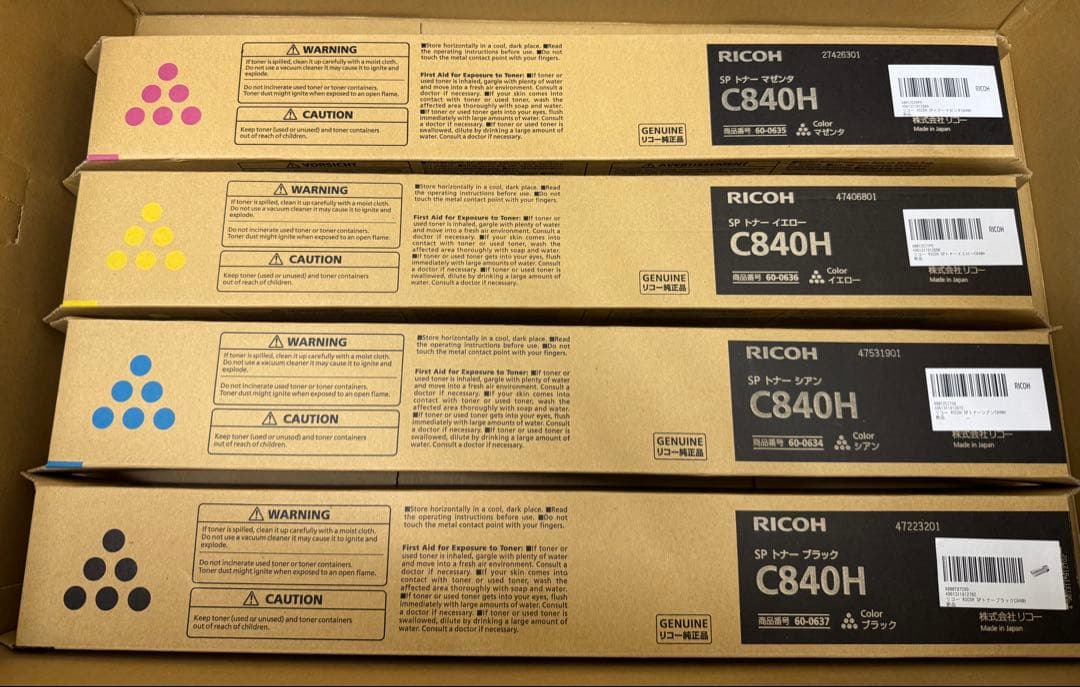 WARNING
If toner is spilled, clean it up carefully with a moist cloth.
Do not use a vacuum cleaner it may cause it to ignite and
explode.
Do not incinerate used toner or toner containers.
Toner dust might ignite when exposed to an open flame.
CAUTION
Keep toner (used or unused) and toner containers
out of reach of children.
■Store horizontally in a cool, dark place. ■Read
the operating instructions before use. ■Do not
touch the metal contact point with your fingers.
First Aid for Exposure to Toner: ■If toner or
used toner is inhaled, gargle with plenty of water
and move into a fresh air environment. Consult a
doctor if necessary. ■If your skin comes into
contact with toner or used toner, wash the
affected area thoroughly with soap and water.
■If toner or used toner gets into your eyes, flush
immediately with large amounts of water. Consult
a doctor if necessary. ■If toner or used toner is
swallowed, dilute by drinking a large amount of
water. Consult a doctor if necessary.
GENUINE
リコー純正品
RICOH
27426301
SP トナー マゼンタ
C840H
商品番号 60-0635
Color
マゼンタ
RICOH
株式会社リコー
Made in Japan
VORSICHT
AVERTISSEMENT
WARNING
If toner is spilled, clean it up carefully with a moist cloth.
Do not use a vacuum cleaner it may cause it to ignite and
explode.
Do not incinerate used toner or toner containers.
Toner dust might ignite when exposed to an open flame.
CAUTION
Keep toner (used or unused) and toner containers
out of reach of children.
■Store horizontally in a cool, dark place. ■Read
the operating instructions before use. ■Do not
touch the metal contact point with your fingers.
First Aid for Exposure to Toner: ■If toner or
used toner is inhaled, gargle with plenty of water
and move into a fresh air environment. Consult a
doctor if necessary. ■If your skin comes into
contact with toner or used toner, wash the
affected area thoroughly with soap and water.
■If toner or used toner gets into your eyes, flush
immediately with large amounts of water. Consult
a doctor if necessary. ■If toner or used toner is
swallowed, dilute by drinking a large amount of
water. Consult a doctor if necessary.
GENUINE
リコー純正品
RICOH
47406801
SP トナー イエロー
C840H
商品番号 60-0636
Color
イエロー
RICOH
株式会社リコー
Made in Japan
WARNING
If toner is spilled, clean it up carefully with a moist cloth.
Do not use a vacuum cleaner it may cause it to ignite and
explode.
Do not incinerate used toner or toner containers.
Toner dust might ignite when exposed to an open flame.
CAUTION
Keep toner (used or unused) and toner containers
out of reach of children.
■Store horizontally in a cool, dark place. ■Read
the operating instructions before use. ■Do not
touch the metal contact point with your fingers.
First Aid for Exposure to Toner: ■If toner or
used toner is inhaled, gargle with plenty of water
and move into a fresh air environment. Consult a
doctor if necessary. ■If your skin comes into
contact with toner or used toner, wash the
affected area thoroughly with soap and water.
■If toner or used toner gets into your eyes, flush
immediately with large amounts of water. Consult
a doctor if necessary. ■If toner or used toner is
swallowed, dilute by drinking a large amount of
water. Consult a doctor if necessary.
GENUINE
リコー純正品
RICOH
47531901
SP トナー シアン
C840H
商品番号 60-0634
Color
シアン
RICOH
株式会社リコー
Made in Japan
WARNING
If toner is spilled, clean it up carefully with a moist cloth.
Do not use a vacuum cleaner it may cause it to ignite and
explode.
Do not incinerate used toner or toner containers.
Toner dust might ignite when exposed to an open flame.
CAUTION
Keep toner (used or unused) and toner containers
out of reach of children.
■Store horizontally in a cool, dark place. ■Read
the operating instructions before use. ■Do not
touch the metal contact point with your fingers.
First Aid for Exposure to Toner: ■If toner or
used toner is inhaled, gargle with plenty of water
and move into a fresh air environment. Consult a
doctor if necessary. ■If your skin comes into
contact with toner or used toner, wash the
affected area thoroughly with soap and water.
■If toner or used toner gets into your eyes, flush
immediately with large amounts of water. Consult
a doctor if necessary. ■If toner or used toner is
swallowed, dilute by drinking a large amount of
water. Consult a doctor if necessary.
GENUINE
リコー純正品
RICOH
47223201
SP トナー ブラック
C840H
商品番号 60-0637
Color
ブラック
株式会社リコー
Made in Japan